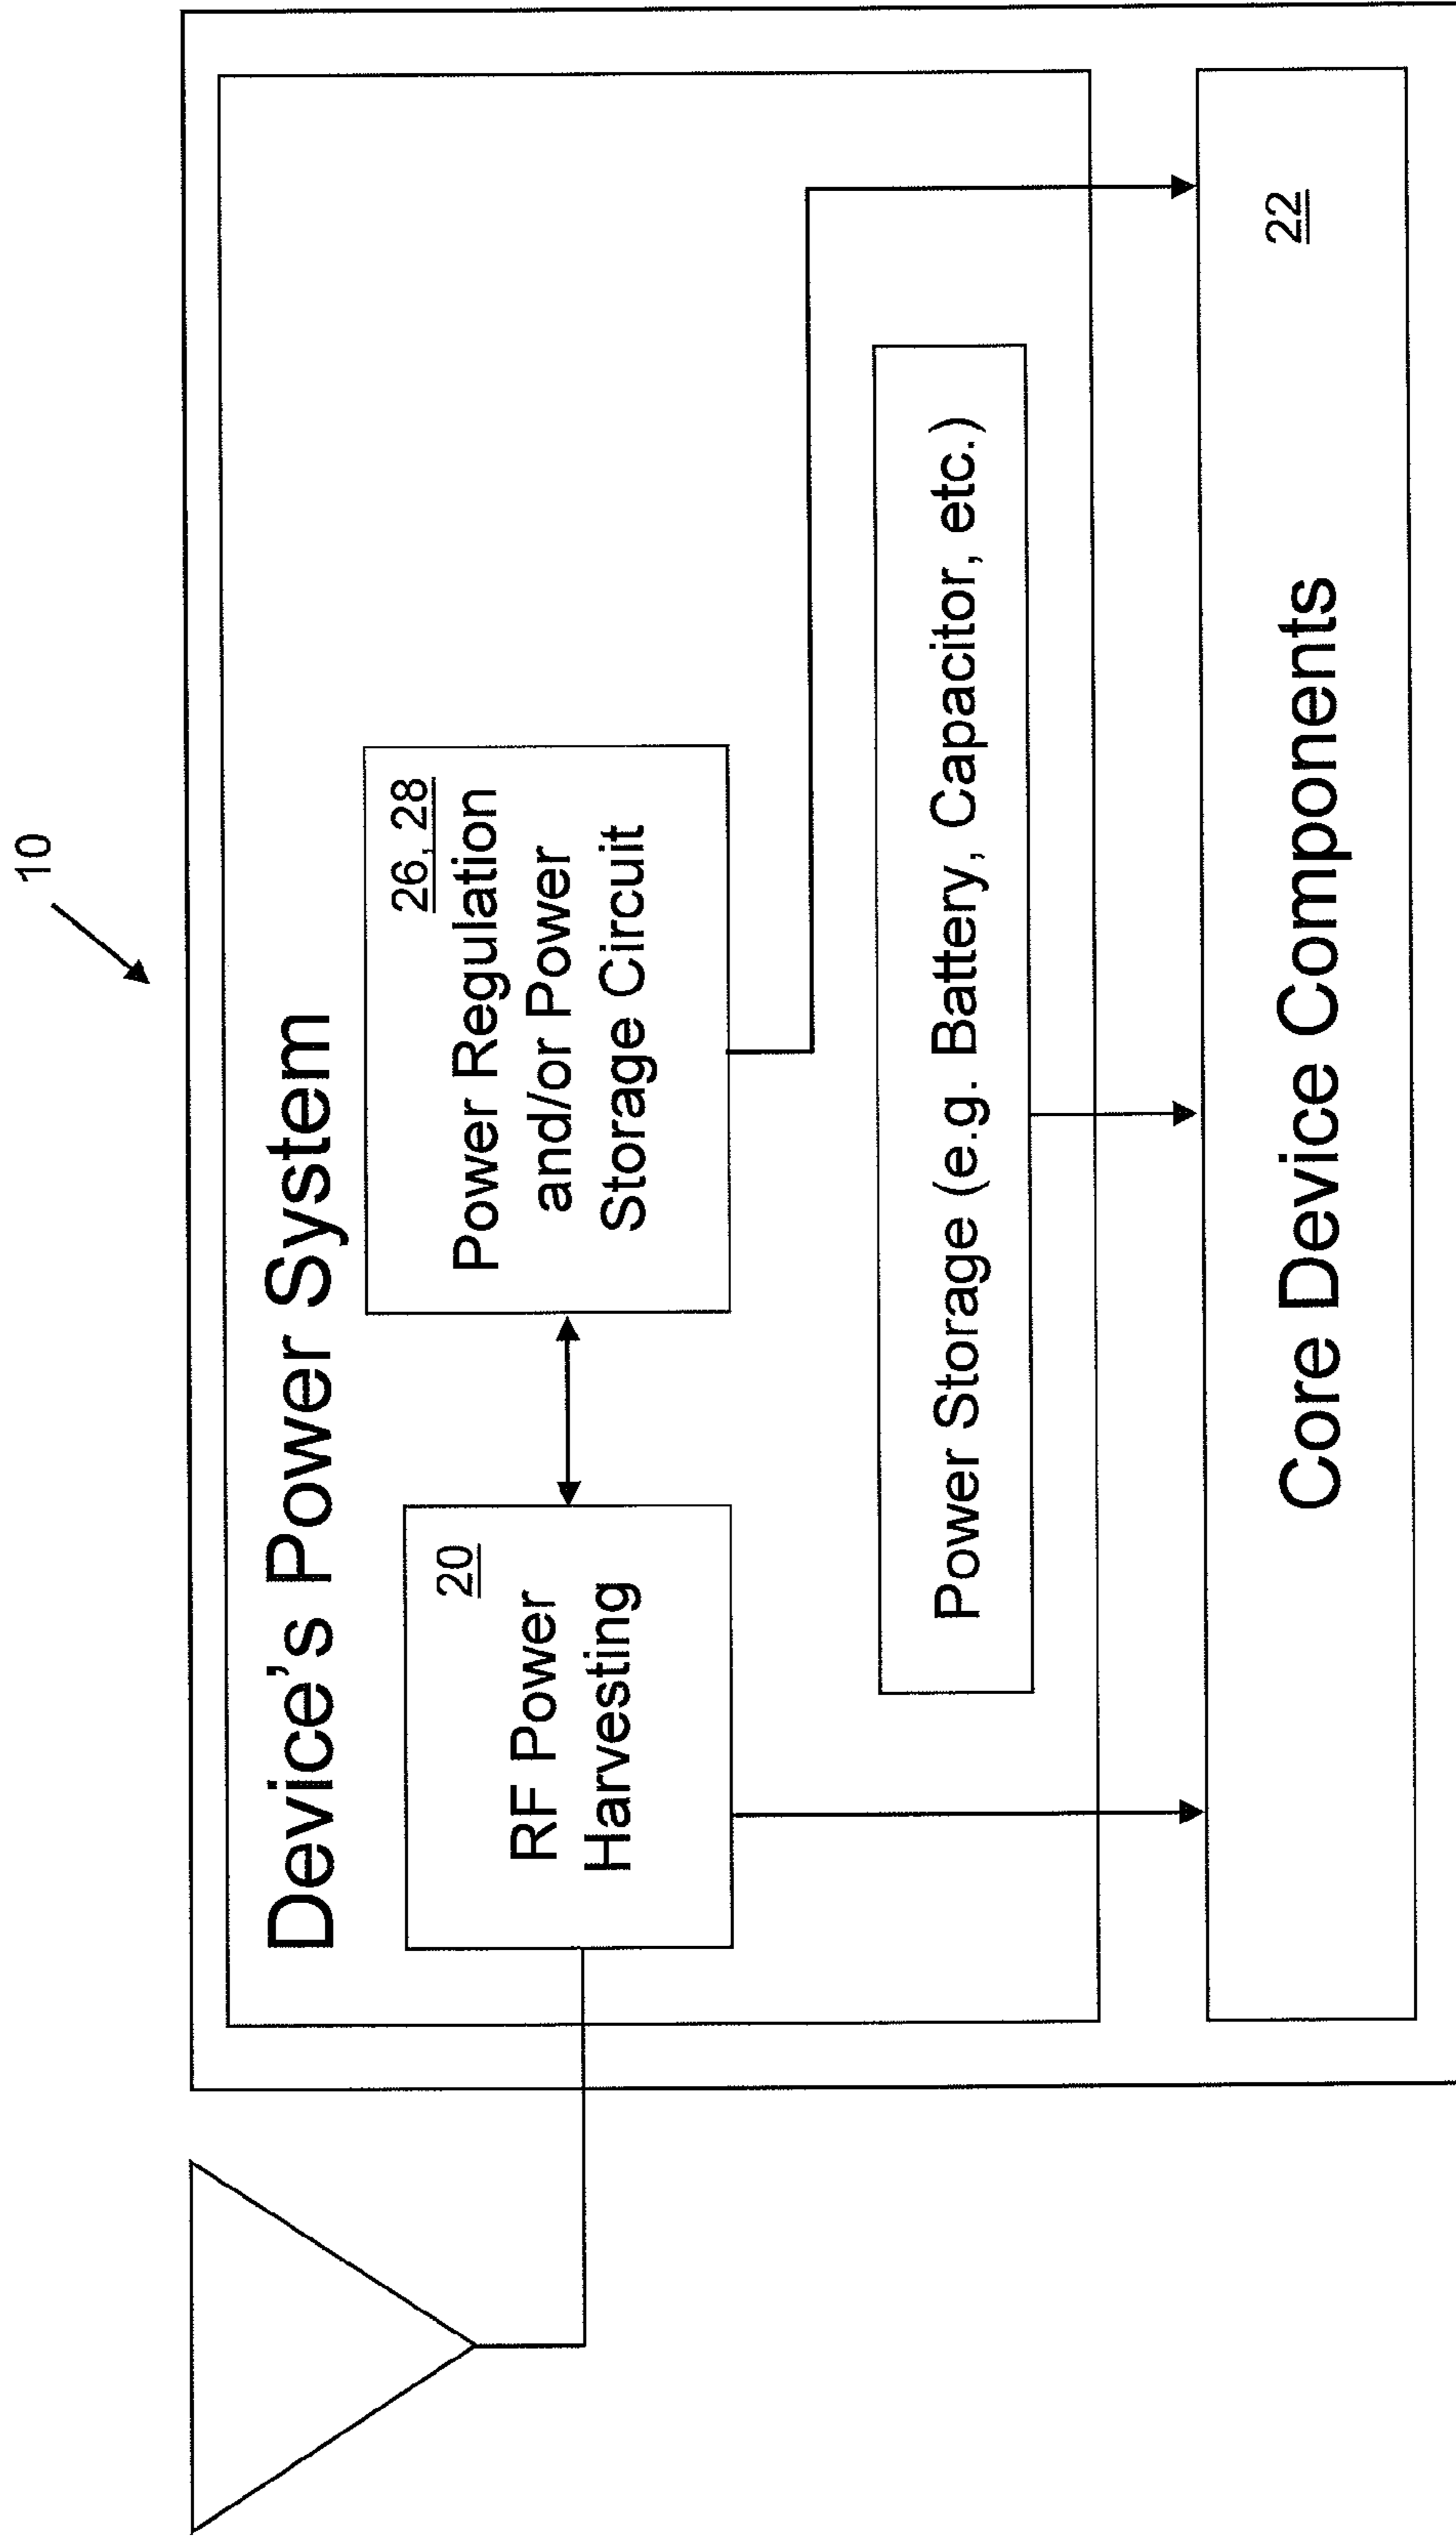 10
Device's Power System
20
RF Power
Harvesting
26, 28
Power Regulation
and/or Power
Storage Circuit
Power Storage (e.g. Battery, Capacitor, etc.)
22
Core Device Components